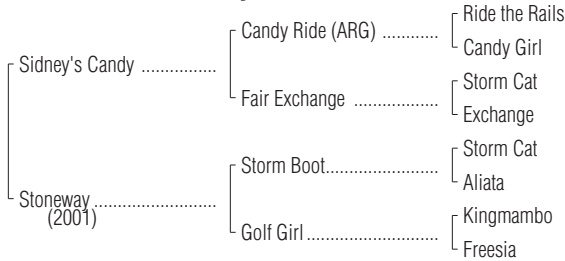 Ride the Rails
Candy Ride (ARG) ............
Candy Girl
Sidney's Candy ................
Storm Cat
Fair Exchange ..................
Exchange
Storm Cat
Storm Boot........................
Aliata
Stoneway..........................
(2001)
Kingmambo
Golf Girl............................
Freesia